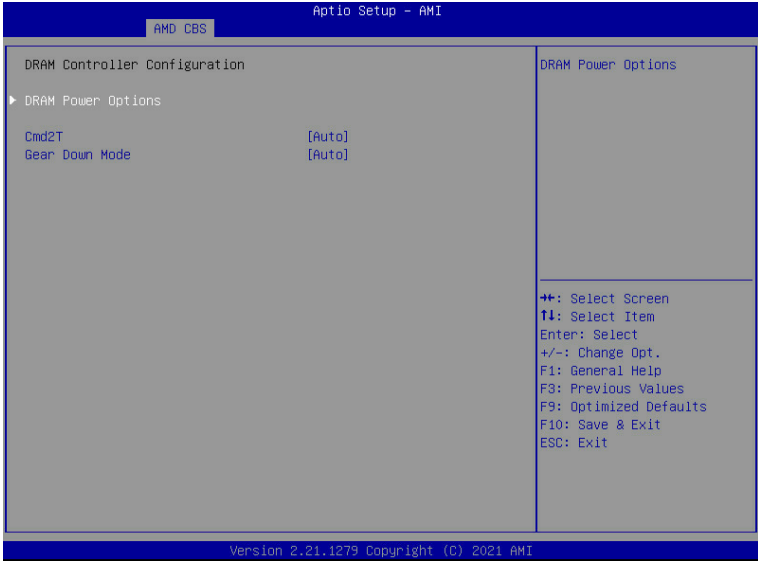 Aptio Setup – AMI
AMD CBS
DRAM Controller Configuration
DRAM Power Options
Cmd2T [Auto]
Gear Down Mode [Auto]
DRAM Power Options
→←: Select Screen
↑↓: Select Item
Enter: Select
+/-: Change Opt.
F1: General Help
F3: Previous Values
F9: Optimized Defaults
F10: Save & Exit
ESC: Exit
Version 2.21.1279 Copyright (C) 2021 AMI